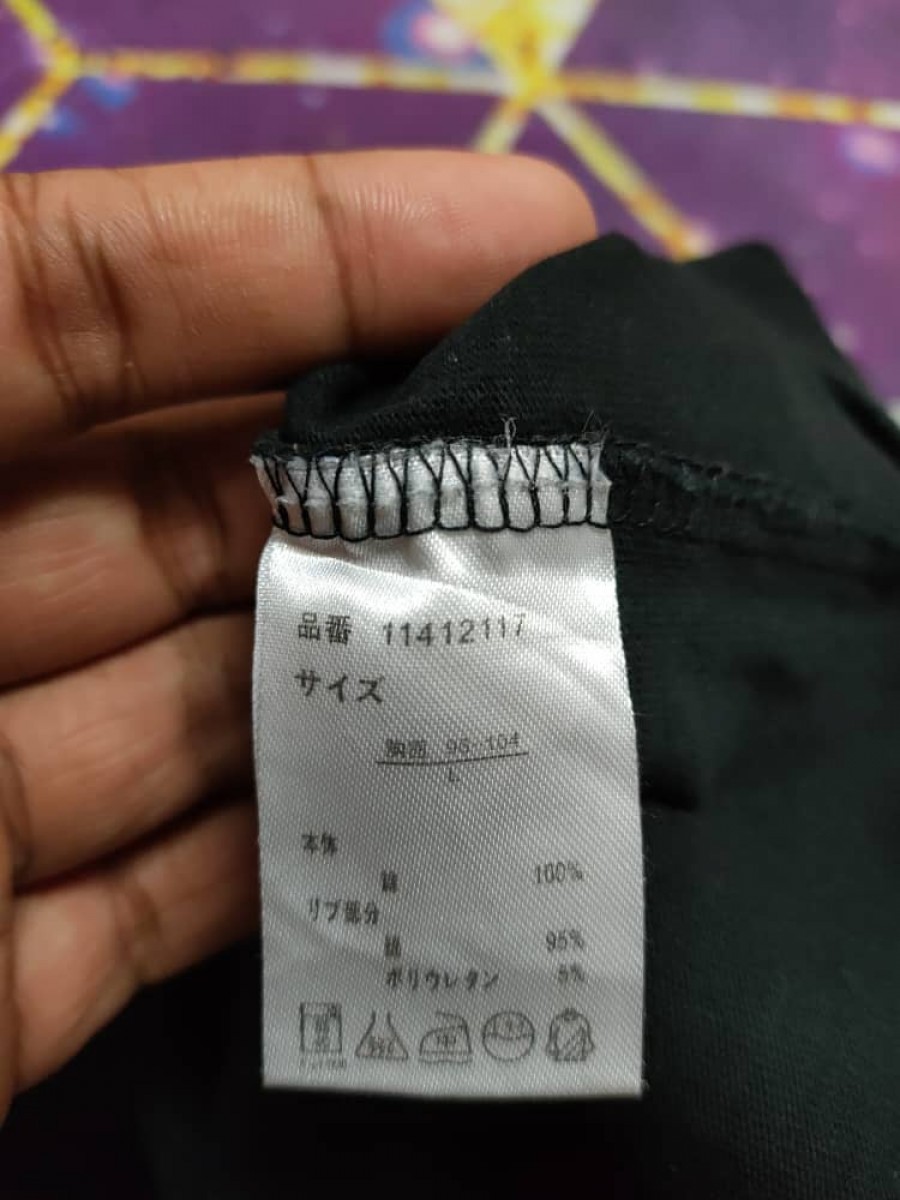 品番 11412117
サイズ
胸囲 96-104
L
本体
綿 100%
リブ部分
綿 95%
ポリウレタン 5%